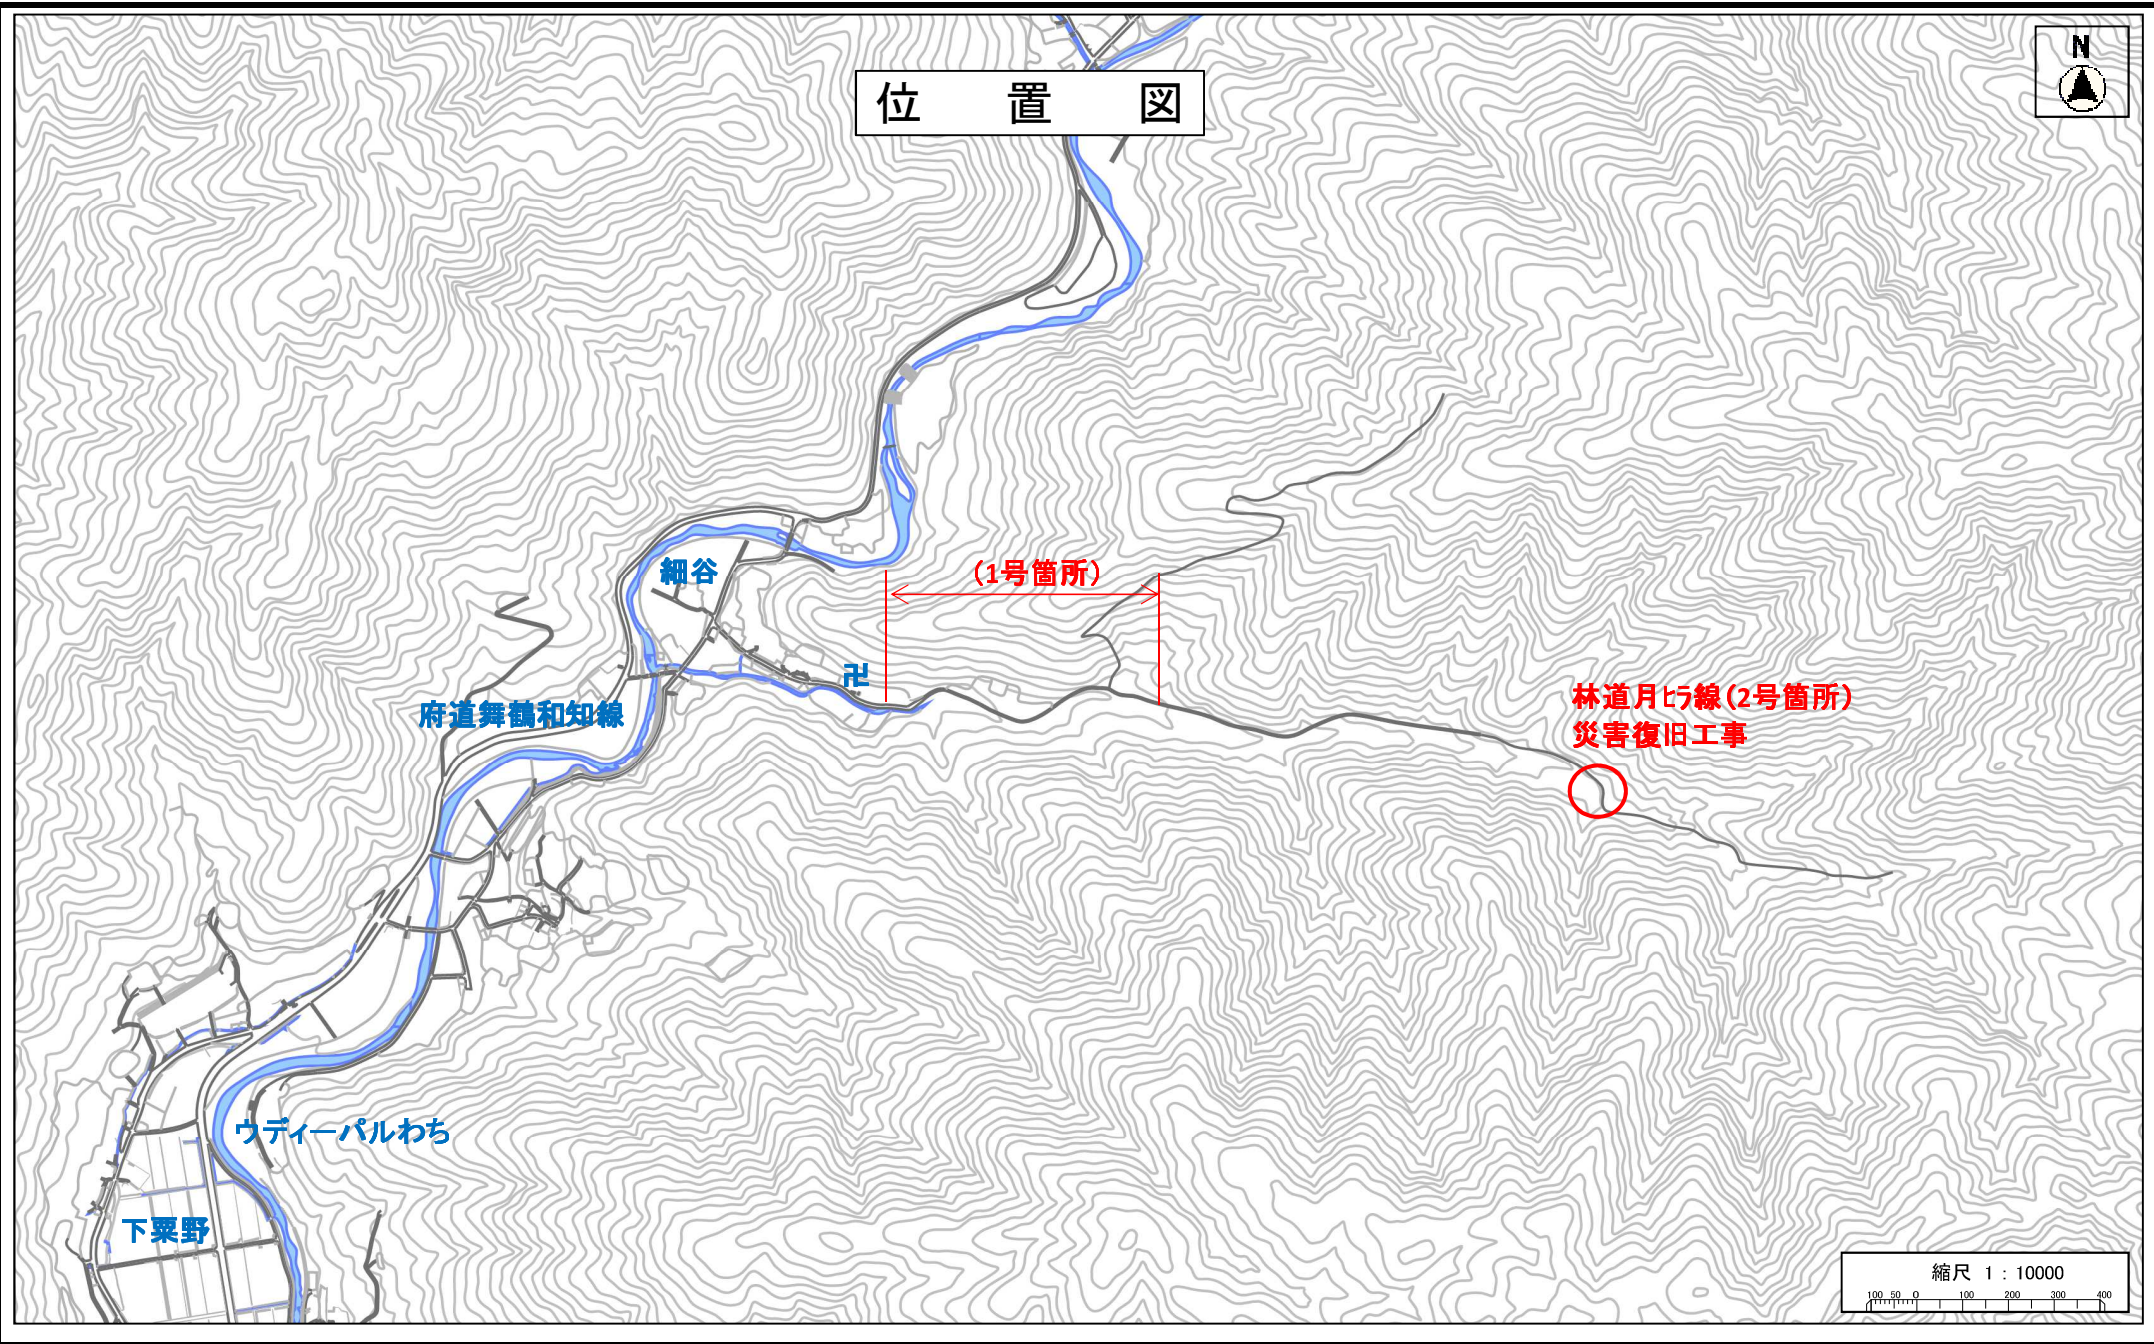 位置図
N
細谷
(1号箇所)
卍
府道舞鶴和知線
林道月ﾋﾗ線(2号箇所)
災害復旧工事
ウディーパルわち
下粟野
縮尺 1 : 10000
100 50 0 100 200 300 400